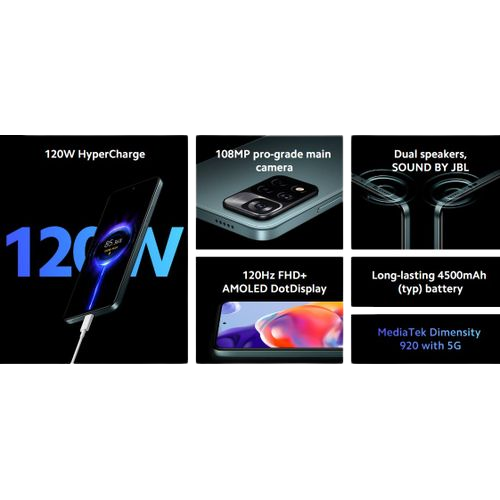 120W HyperCharge
120W
108MP pro-grade main
camera
Dual speakers,
SOUND BY JBL
120Hz FHD+
AMOLED DotDisplay
Long-lasting 4500mAh
(typ) battery
MediaTek Dimensity
920 with 5G